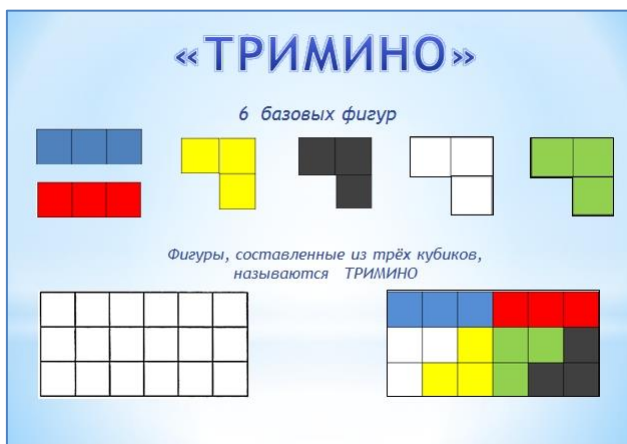 «ТРИМИНО»
6 базовых фигур
Фигуры, составленные из трёх кубиков,
называются ТРИМИНО